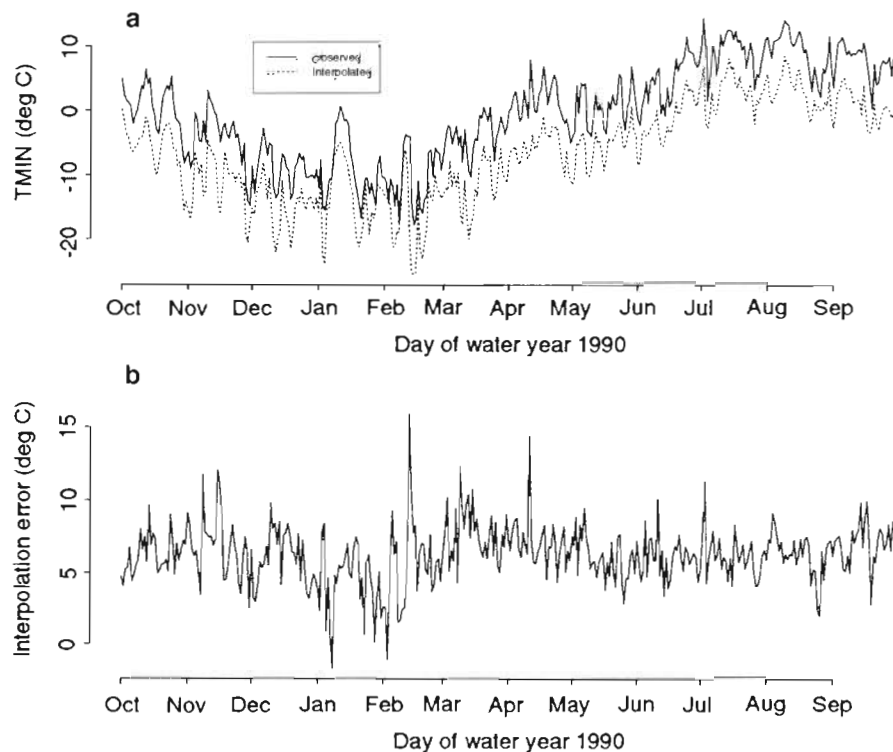 a
TMIN (deg C)
10
0
-10
-20
Observed
Interpolated
Oct Nov Dec Jan Feb Mar Apr May Jun Jul Aug Sep
Day of water year 1990
b
Interpolation error (deg C)
15
10
5
0
Oct Nov Dec Jan Feb Mar Apr May Jun Jul Aug Sep
Day of water year 1990